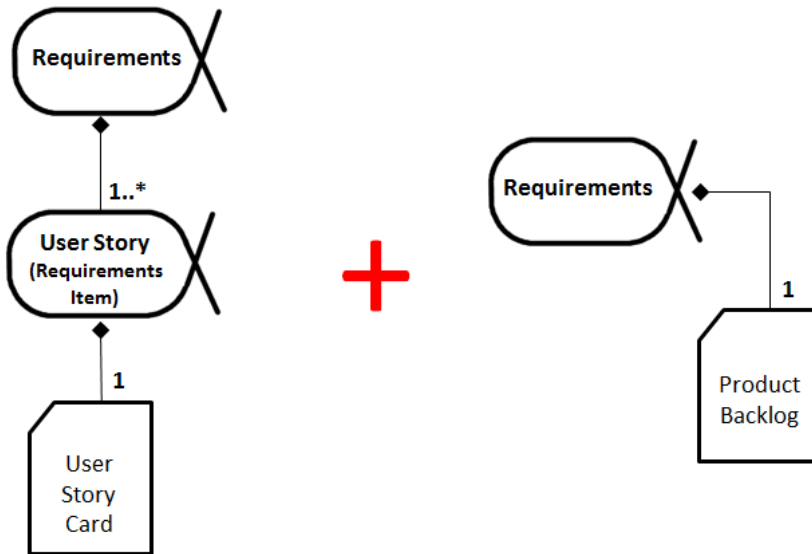 Requirements
1..*
User Story
(Requirements
Item)
1
User
Story
Card
Requirements
1
Product
Backlog